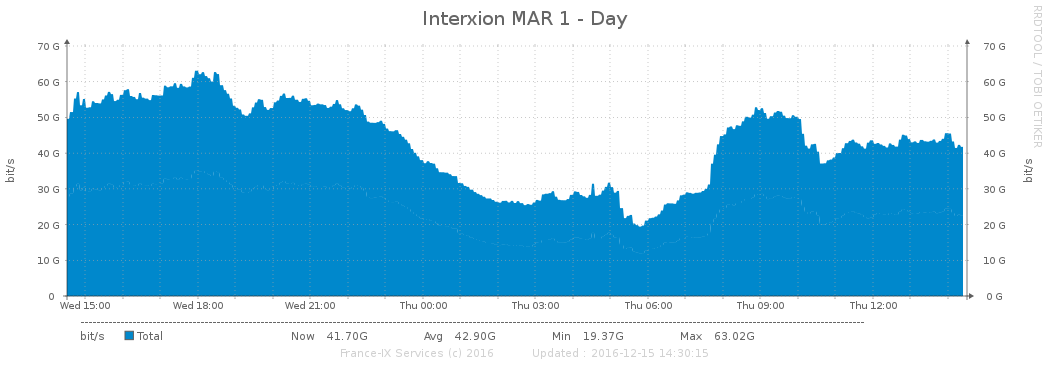 Interxion MAR 1 - Day
RRDTOOL / TOBI OETIKER
bit/s
bit/s
70 G 70 G
60 G 60 G
50 G 50 G
40 G 40 G
30 G 30 G
20 G 20 G
10 G 10 G
0 0 G
Wed 15:00 Wed 18:00 Wed 21:00 Thu 00:00 Thu 03:00 Thu 06:00 Thu 09:00 Thu 12:00
bit/s Total Now 41.70G Avg 42.90G Min 19.37G Max 63.02G
France-IX Services (c) 2016 Updated : 2016-12-15 14:30:15